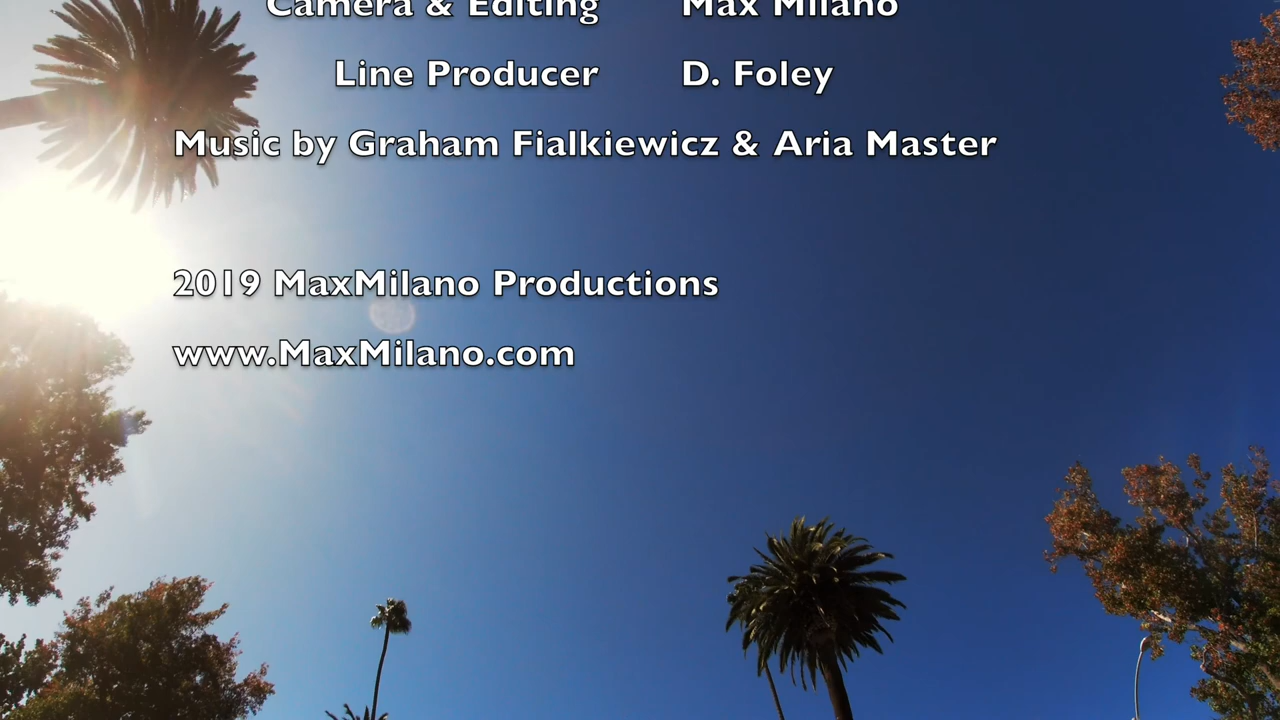 Camera & Editing Max Milano
Line Producer D. Foley
Music by Graham Fialkiewicz & Aria Master
2019 MaxMilano Productions
www.MaxMilano.com